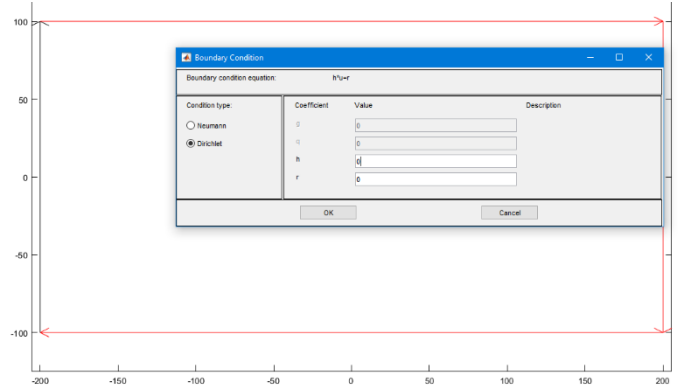 100
50
0
-50
-100
-200 -150 -100 -50 0 50 100 150 200
Boundary Condition
Boundary condition equation: h*u=r
Condition type: Coefficient Value Description
Neumann
Dirichlet
g 0
q 0
h 0
r 0
OK Cancel